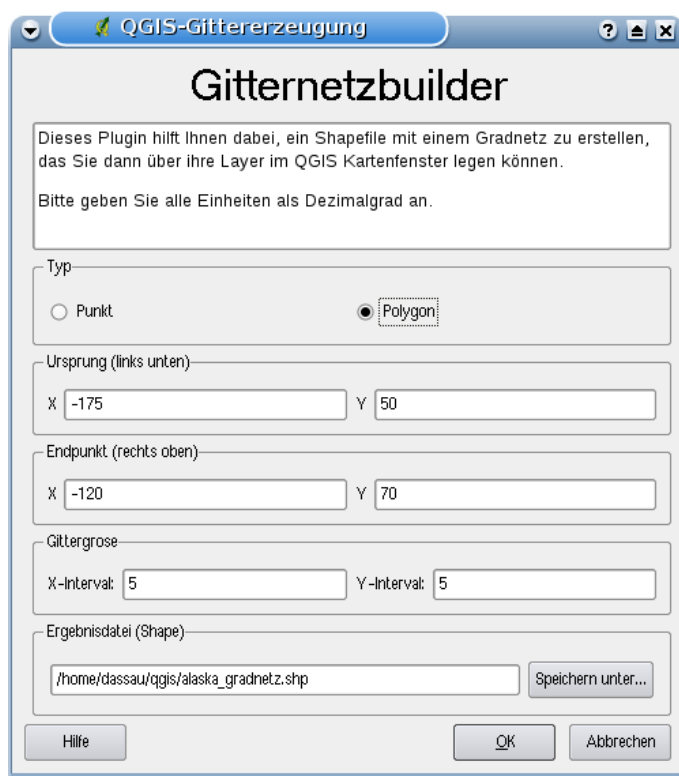 QGIS-Gittererzeugung
Gitternetzbuilder
Dieses Plugin hilft Ihnen dabei, ein Shapefile mit einem Gradnetz zu erstellen,
das Sie dann über ihre Layer im QGIS Kartenfenster legen können.
Bitte geben Sie alle Einheiten als Dezimalgrad an.
Typ
Punkt Polygon
Ursprung (links unten)
X -175 Y 50
Endpunkt (rechts oben)
X -120 Y 70
Gittergrose
X-Interval: 5 Y-Interval: 5
Ergebnisdatei (Shape)
/home/dassau/qgis/alaska_gradnetz.shp Speichern unter...
Hilfe OK Abbrechen